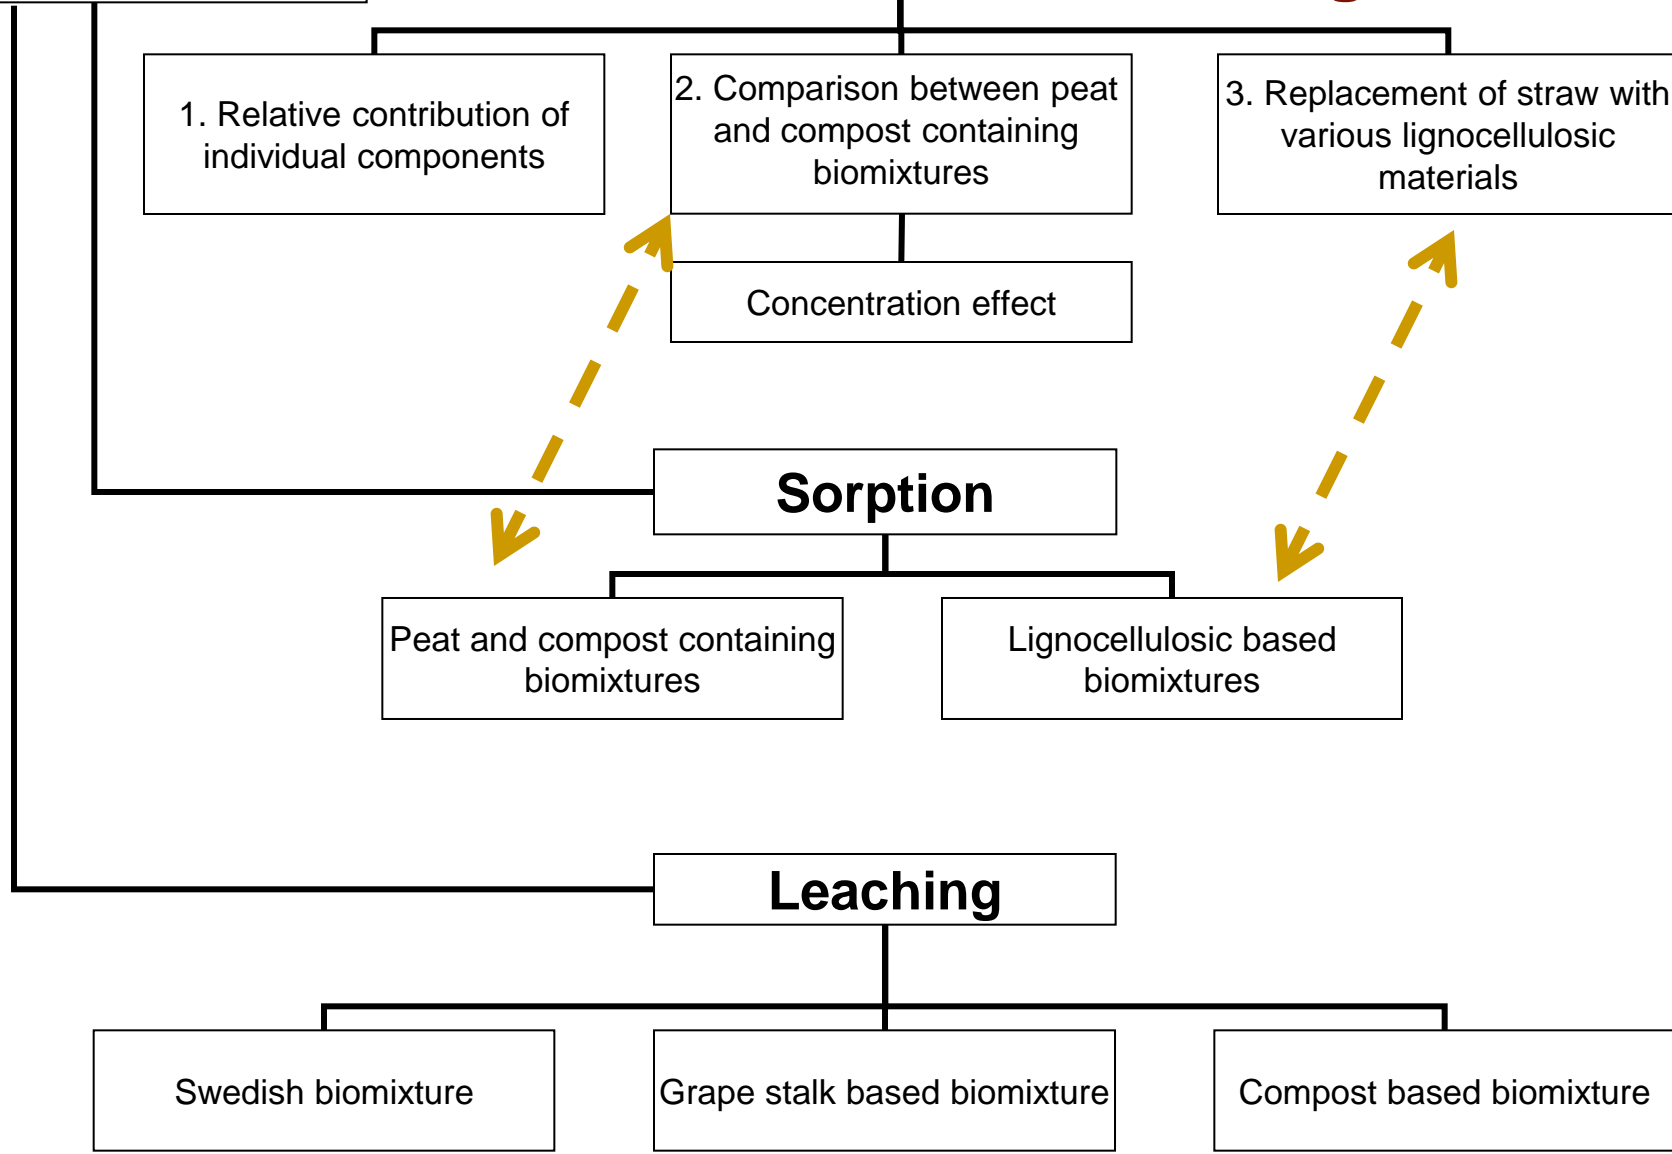 1. Relative contribution of
individual components
2. Comparison between peat
and compost containing
biomixtures
3. Replacement of straw with
various lignocellulosic
materials
Concentration effect
Sorption
Peat and compost containing
biomixtures
Lignocellulosic based
biomixtures
Leaching
Swedish biomixture
Grape stalk based biomixture
Compost based biomixture